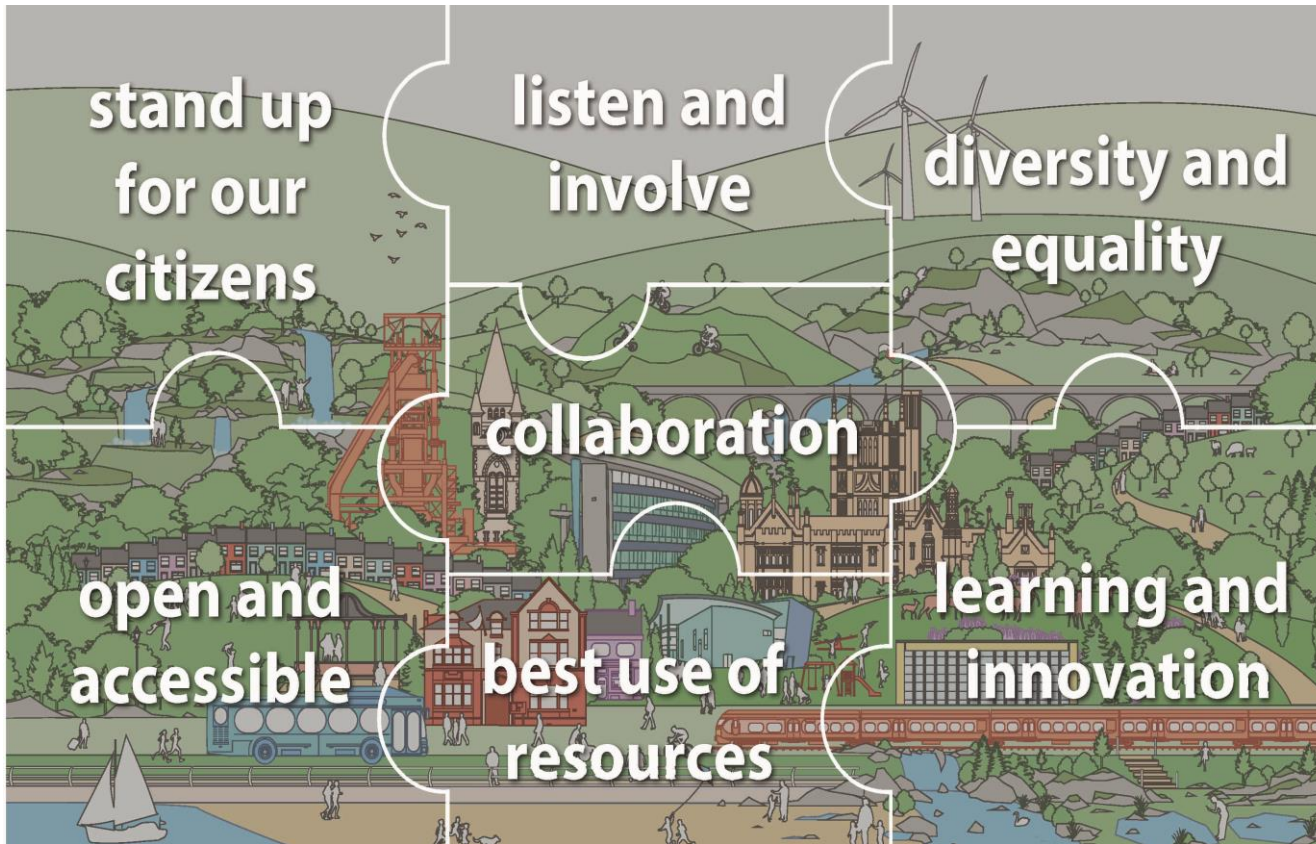 stand up
for our
citizens
listen and
involve
diversity and
equality
collaboration
open and
accessible
best use of
resources
learning and
innovation